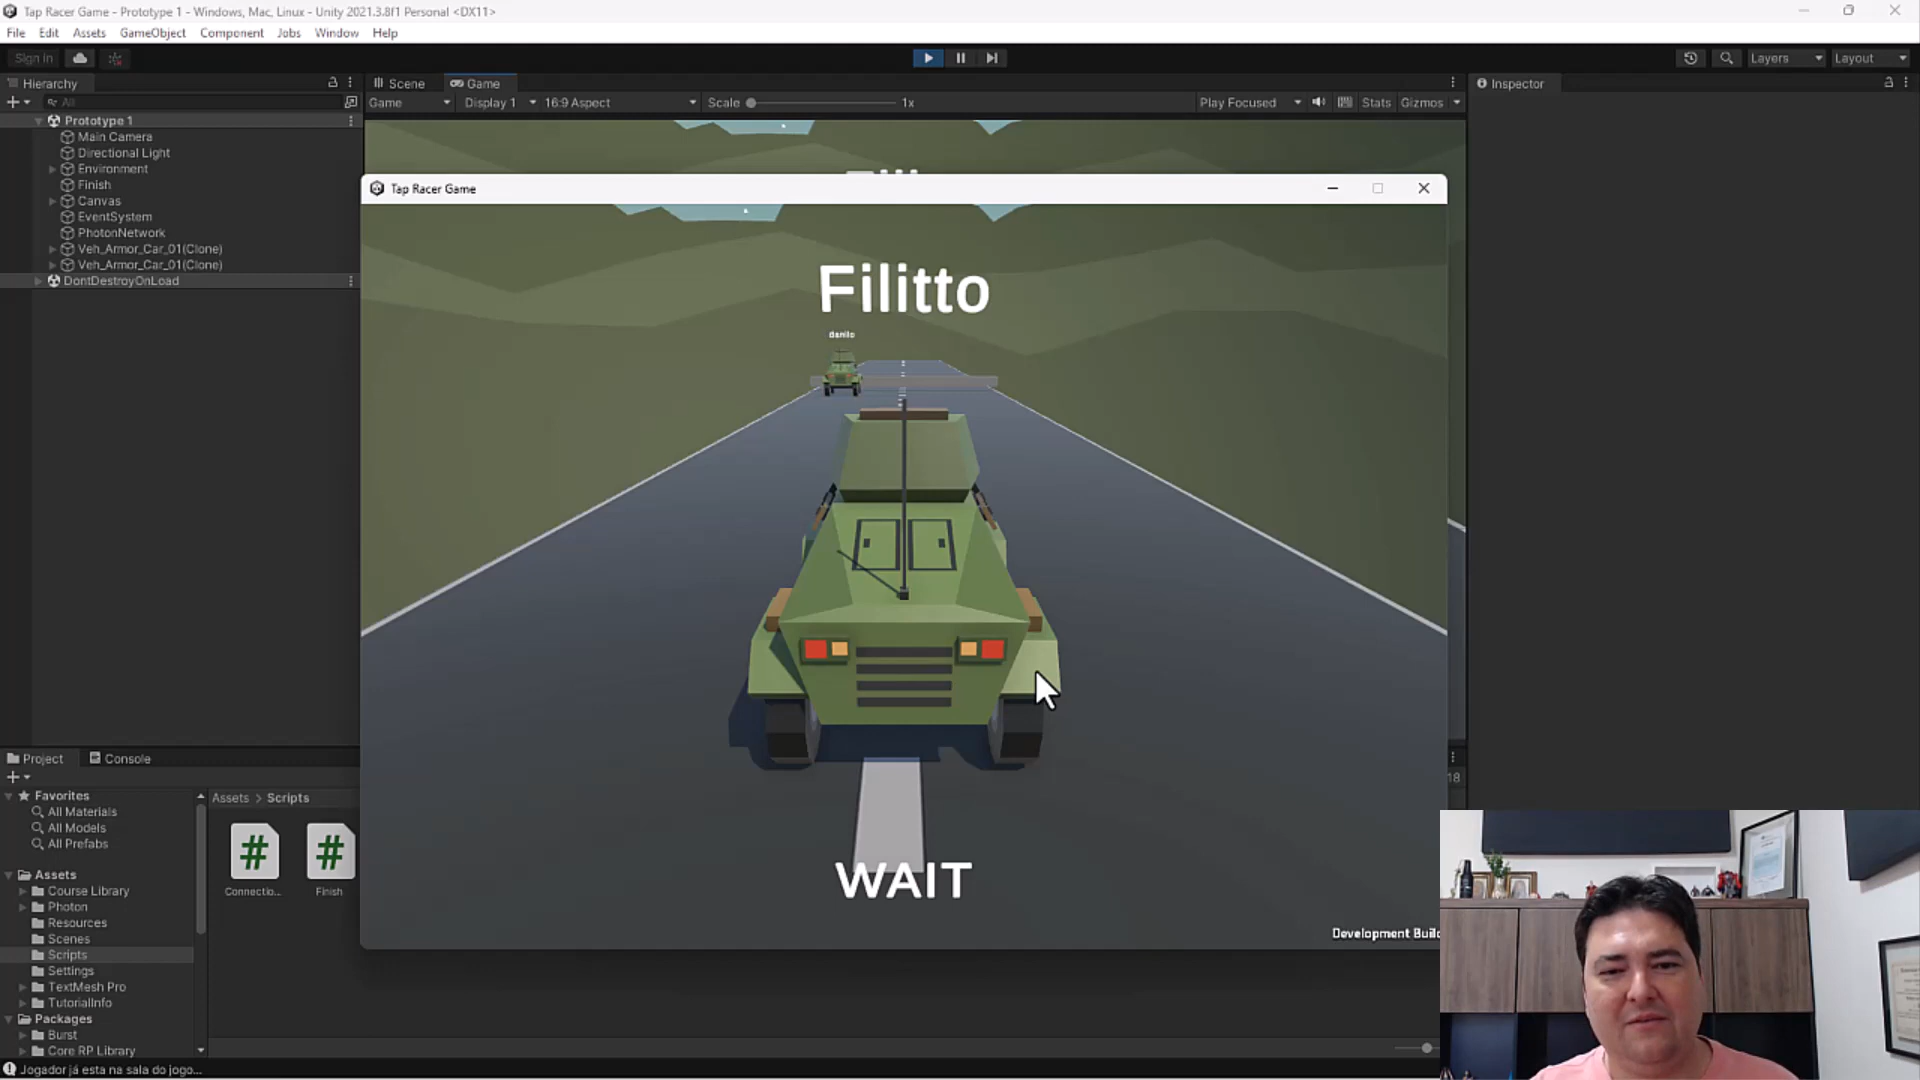 Tap Racer Game - Prototype 1 - Windows, Mac, Linux - Unity 2021.3.8f1 Personal <DX11>
File Edit Assets GameObject Component Jobs Window Help
Sign in Layers Layout
Hierarchy Scene Game Inspector
All Game Display 1 16:9 Aspect Scale 1x Play Focused Stats Gizmos
Prototype 1
Main Camera
Directional Light
Environment
Finish
Canvas
EventSystem
PhotonNetwork
Veh_Armor_Car_01(Clone)
Veh_Armor_Car_01(Clone)
DontDestroyOnLoad
Tap Racer Game
Filitto
danilo
WAIT
Development Build
Project Console
18
Favorites
All Materials
All Models
All Prefabs
Assets
Course Library
Photon
Resources
Scenes
Scripts
Settings
TextMesh Pro
TutorialInfo
Packages
Burst
Core RP Library
Assets > Scripts
# #
Connectio... Finish
Jogador já esta na sala do jogo...